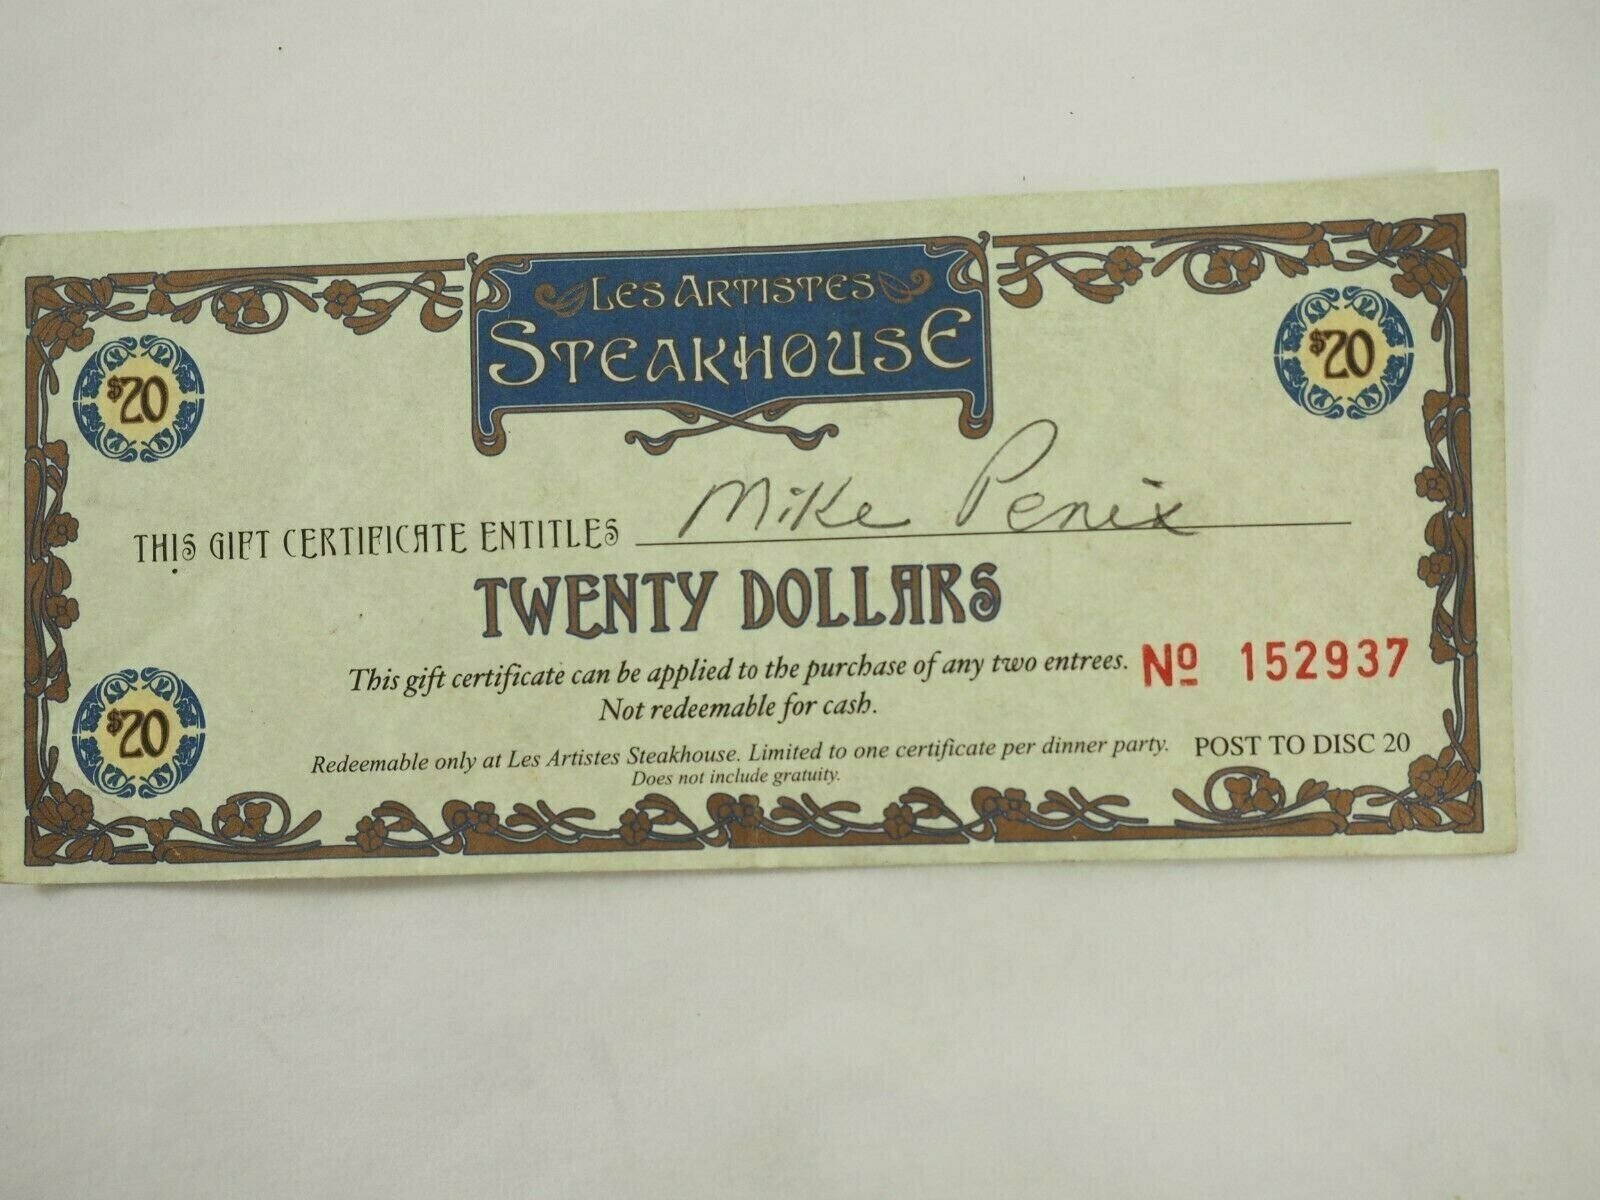 LES ARTISTES
STEAKHOUSE
$20
$20
THIS GIFT CERTIFICATE ENTITLES Mike Penix
TWENTY DOLLARS
This gift certificate can be applied to the purchase of any two entrees. Nº 152937
Not redeemable for cash.
$20
Redeemable only at Les Artistes Steakhouse. Limited to one certificate per dinner party. POST TO DISC 20
Does not include gratuity.